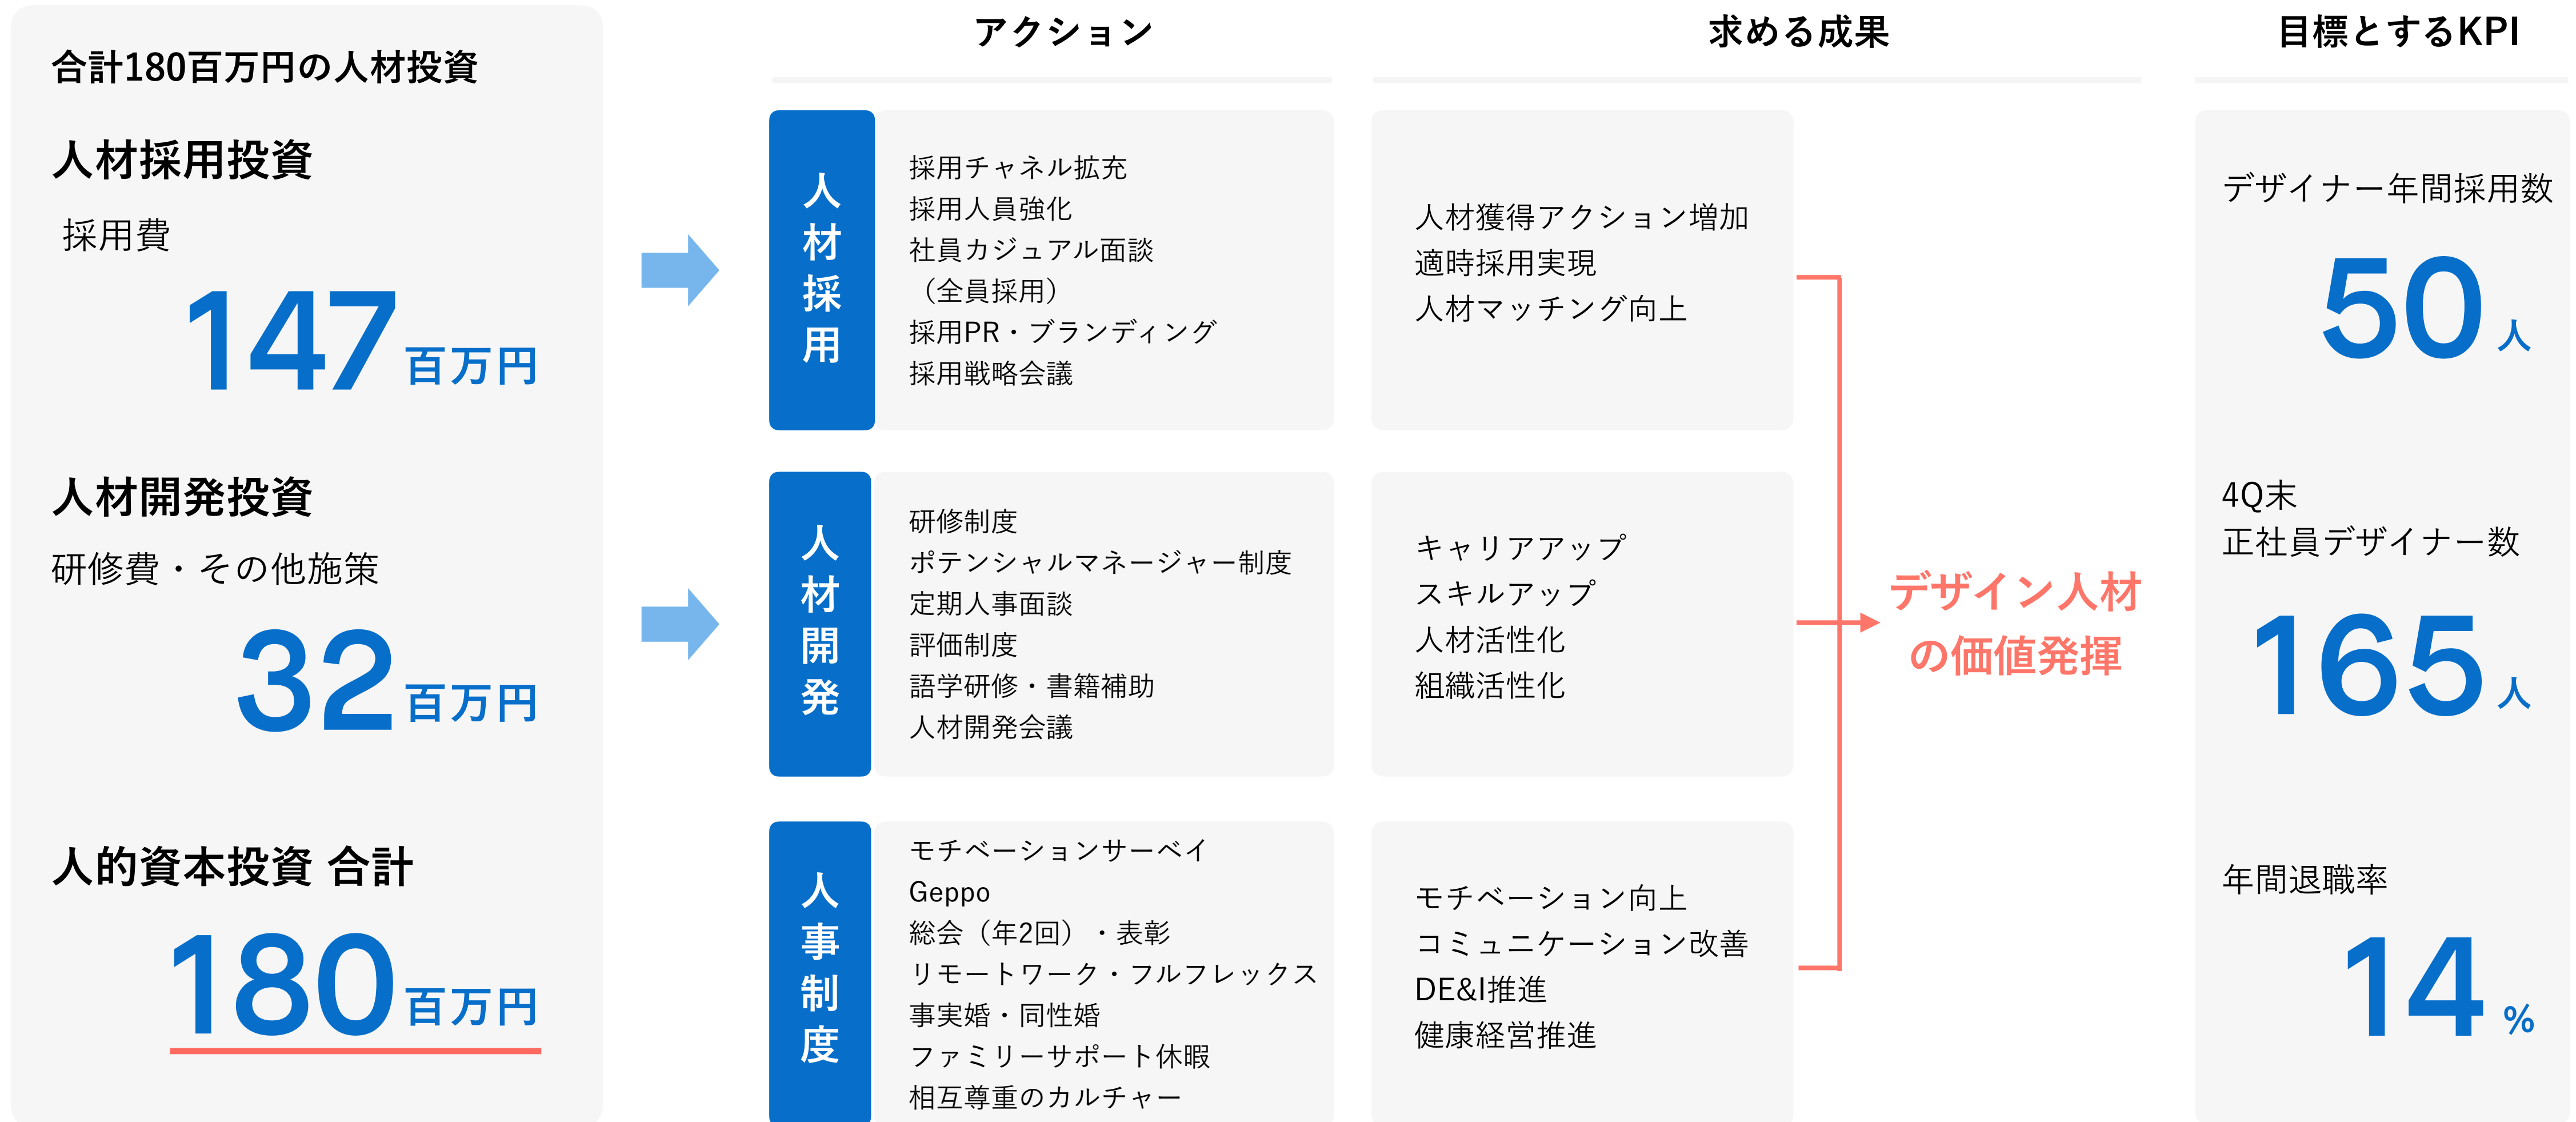 合計180百万円の人材投資
人材採用投資
採用費
147百万円
人材開発投資
研修費・その他施策
32百万円
人的資本投資 合計
180百万円
アクション
人材採用
採用チャネル拡充
採用人員強化
社員カジュアル面談
（全員採用）
採用PR・ブランディング
採用戦略会議
人材開発
研修制度
ポテンシャルマネージャー制度
定期人事面談
評価制度
語学研修・書籍補助
人材開発会議
人事制度
モチベーションサーベイ
Geppo
総会（年2回）・表彰
リモートワーク・フルフレックス
事実婚・同性婚
ファミリーサポート休暇
相互尊重のカルチャー
求める成果
人材獲得アクション増加
適時採用実現
人材マッチング向上
キャリアアップ
スキルアップ
人材活性化
組織活性化
モチベーション向上
コミュニケーション改善
DE&I推進
健康経営推進
デザイン人材
の価値発揮
目標とするKPI
デザイナー年間採用数
50人
4Q末
正社員デザイナー数
165人
年間退職率
14%